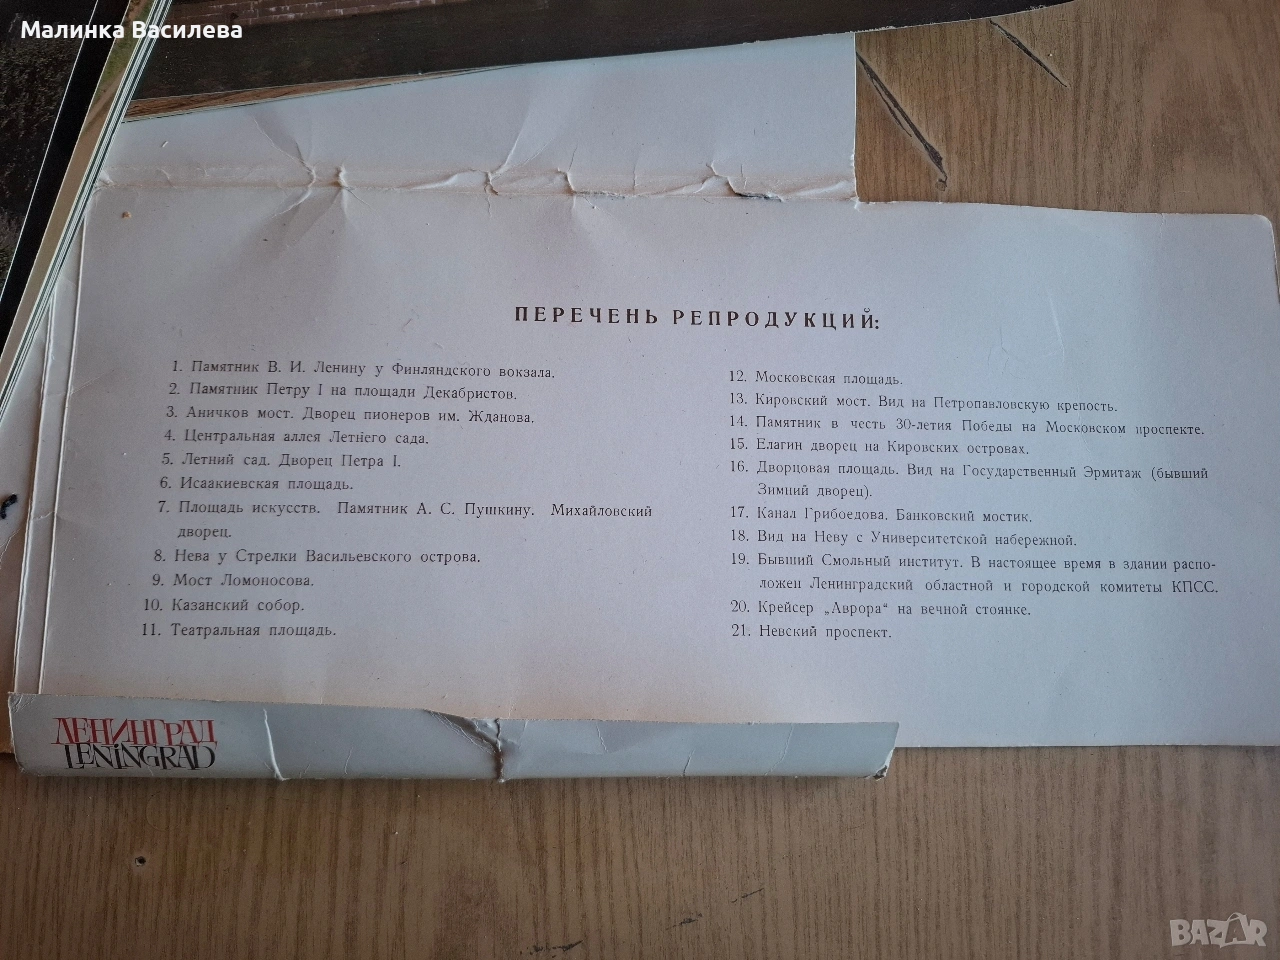 Малинка Василева
ПЕРЕЧЕНЬ РЕПРОДУКЦИЙ:
1. Памятник В. И. Ленину у Финляндского вокзала.
2. Памятник Петру I на площади Декабристов.
3. Аничков мост. Дворец пионеров им. Жданова.
4. Центральная аллея Летнего сада.
5. Летний сад. Дворец Петра I.
6. Исаакиевская площадь.
7. Площадь искусств. Памятник А. С. Пушкину. Михайловский
дворец.
8. Нева у Стрелки Васильевского острова.
9. Мост Ломоносова.
10. Казанский собор.
11. Театральная площадь.
12. Московская площадь.
13. Кировский мост. Вид на Петропавловскую крепость.
14. Памятник в честь 30-летия Победы на Московском проспекте.
15. Елагин дворец на Кировских островах.
16. Дворцовая площадь. Вид на Государственный Эрмитаж (бывший
Зимний дворец).
17. Канал Грибоедова. Банковский мостик.
18. Вид на Неву с Университетской набережной.
19. Бывший Смольный институт. В настоящее время в здании распо-
ложен Ленинградский областной и городской комитеты КПСС.
20. Крейсер „Аврора“ на вечной стоянке.
21. Невский проспект.
ЛЕНИНГРАД
LENINGRAD
BAZAR